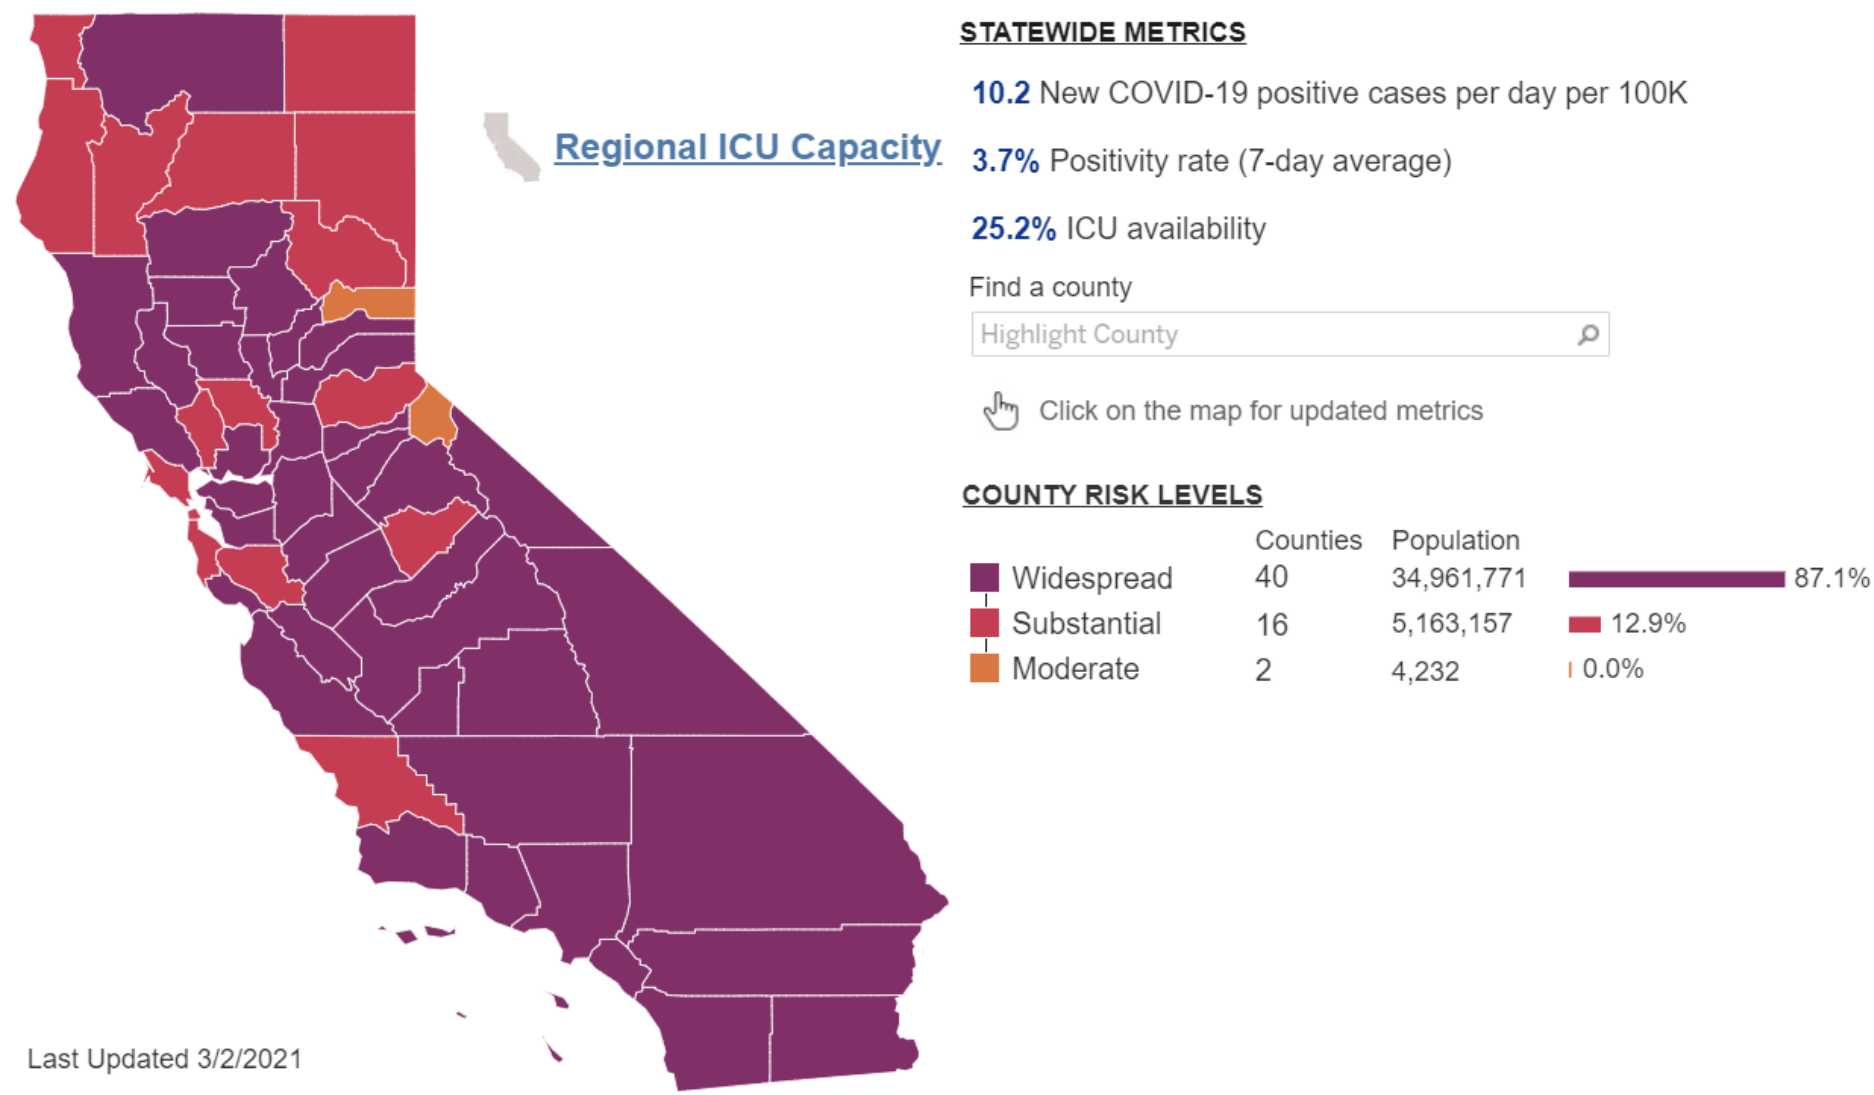 STATEWIDE METRICS
10.2 New COVID-19 positive cases per day per 100K
Regional ICU Capacity
3.7% Positivity rate (7-day average)
25.2% ICU availability
Find a county
Highlight County
Click on the map for updated metrics
COUNTY RISK LEVELS
Counties Population
Widespread 40 34,961,771 87.1%
Substantial 16 5,163,157 12.9%
Moderate 2 4,232 0.0%
Last Updated 3/2/2021